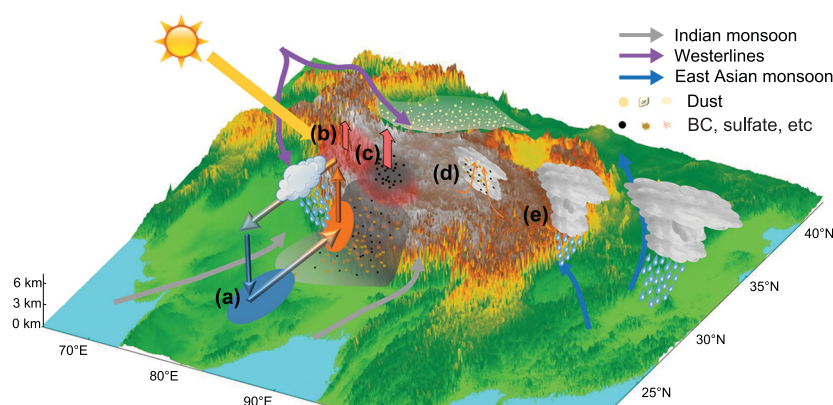 Indian monsoon
Westerlines
East Asian monsoon
Dust
BC, sulfate, etc
(b)
(c)
(d)
(e)
(a)
6 km
3 km
0 km
70°E
80°E
90°E
25°N
30°N
35°N
40°N